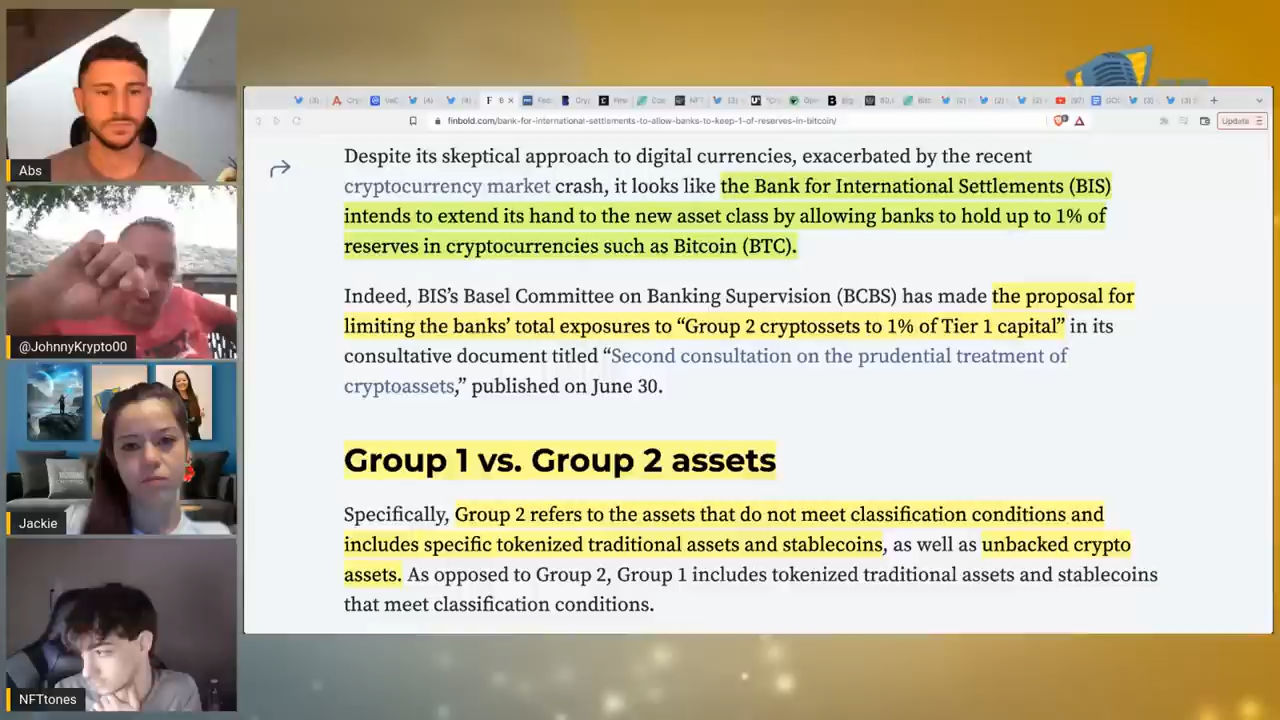 Abs
@JohnnyKrypto00
Jackie
NFTtones
finbold.com/bank-for-international-settlements-to-allow-banks-to-keep-1-of-reserves-in-bitcoin/
Update
Despite its skeptical approach to digital currencies, exacerbated by the recent
cryptocurrency market crash, it looks like the Bank for International Settlements (BIS)
intends to extend its hand to the new asset class by allowing banks to hold up to 1% of
reserves in cryptocurrencies such as Bitcoin (BTC).
Indeed, BIS’s Basel Committee on Banking Supervision (BCBS) has made the proposal for
limiting the banks’ total exposures to “Group 2 cryptossets to 1% of Tier 1 capital” in its
consultative document titled “Second consultation on the prudential treatment of
cryptoassets,” published on June 30.
Group 1 vs. Group 2 assets
Specifically, Group 2 refers to the assets that do not meet classification conditions and
includes specific tokenized traditional assets and stablecoins, as well as unbacked crypto
assets. As opposed to Group 2, Group 1 includes tokenized traditional assets and stablecoins
that meet classification conditions.